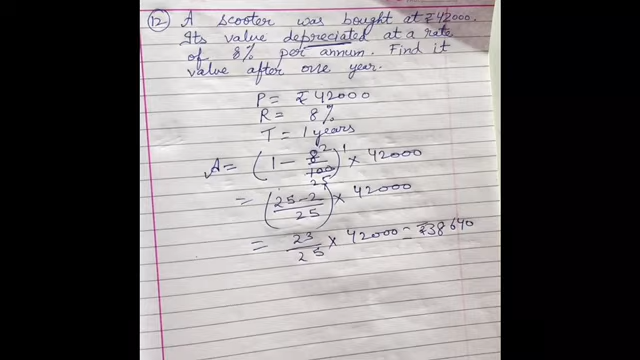 12. A scooter was bought at ₹42000.
Its value depreciated at a rate
of 8% per annum. Find it
value after one year.
P = ₹42000
R = 8%
T = 1 years
A = (1 - 8/100)^1 × 42000
2
25
= (25-2/25) × 42000
= 23/25 × 42000 = ₹38640